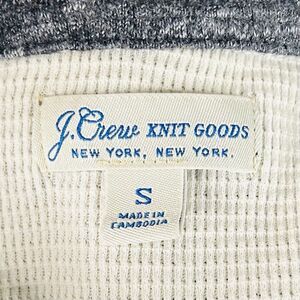 J.Crew KNIT GOODS
NEW YORK, NEW YORK.
S
MADE IN
CAMBODIA